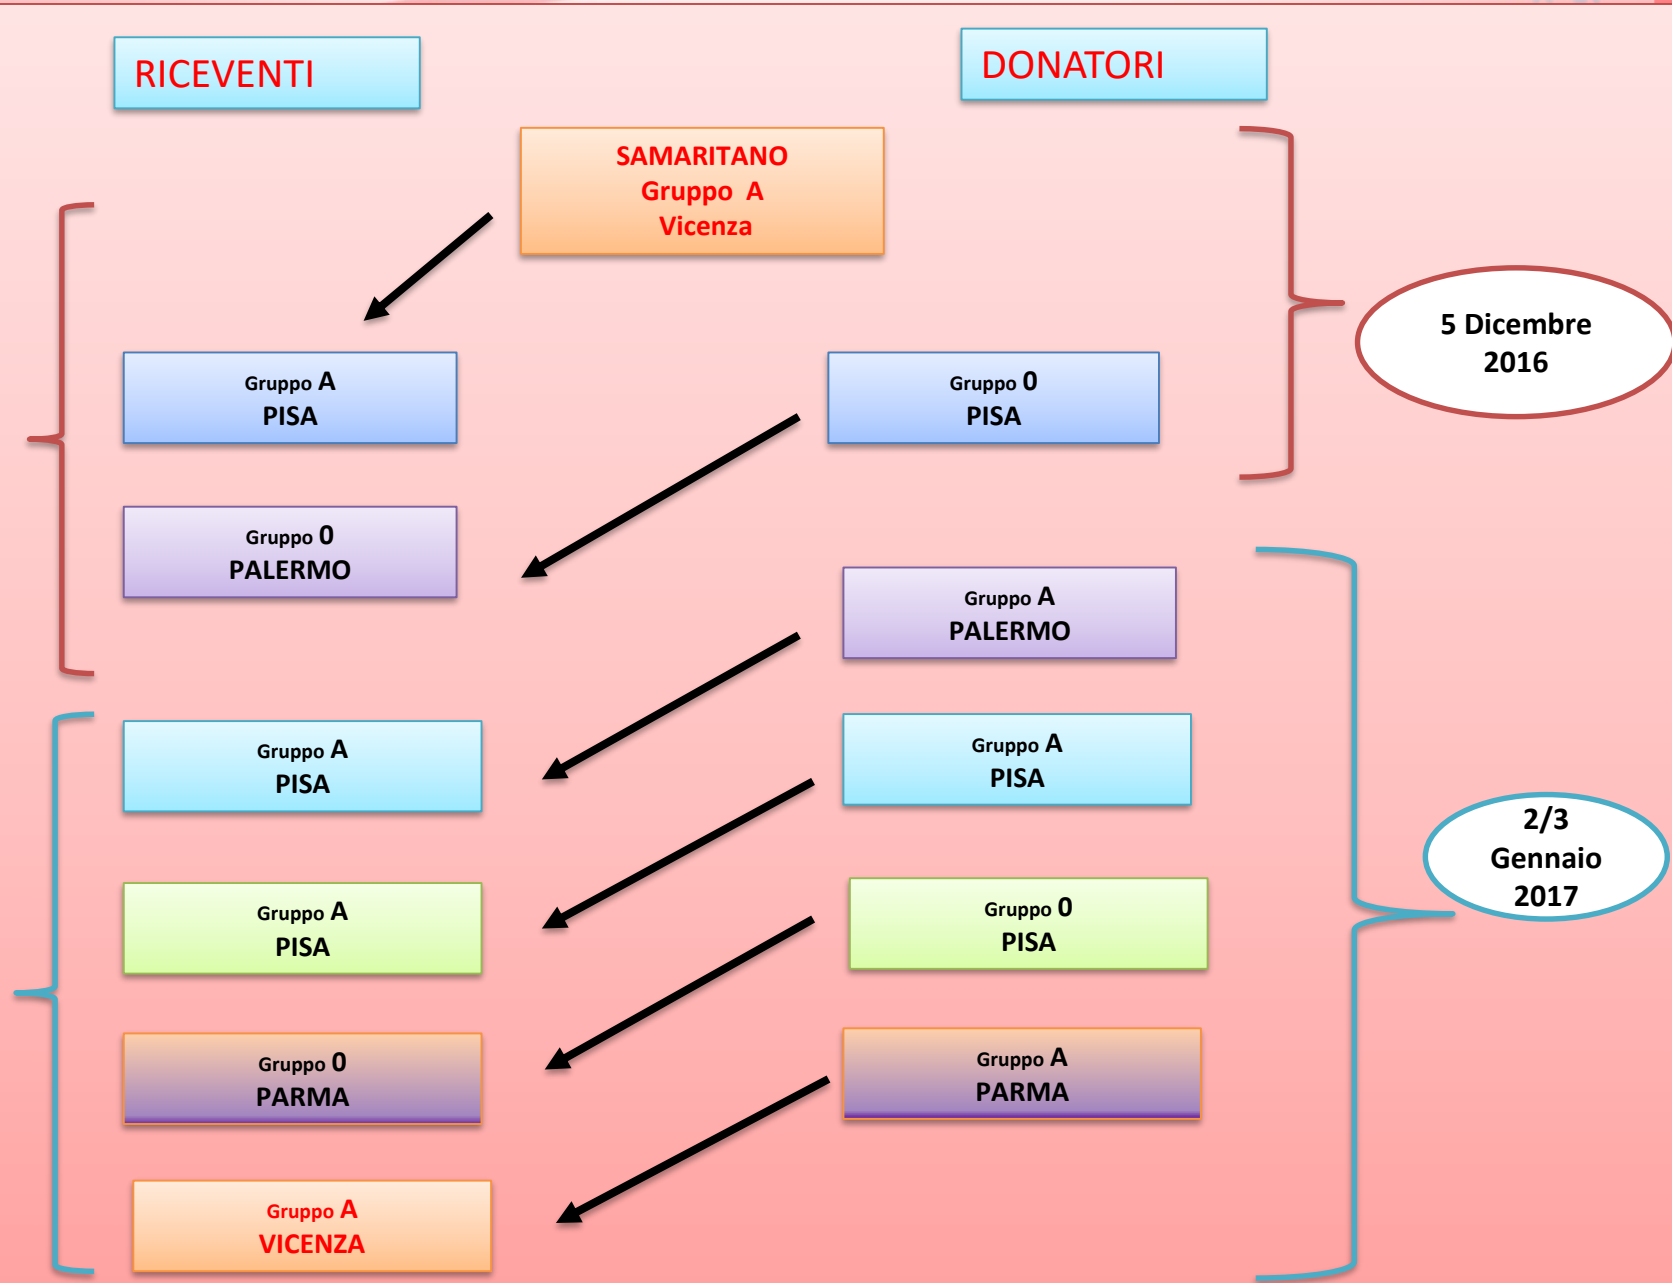 RICEVENTI
DONATORI
SAMARITANO
Gruppo A
Vicenza
5 Dicembre
2016
Gruppo A
PISA
Gruppo 0
PISA
Gruppo 0
PALERMO
Gruppo A
PALERMO
Gruppo A
PISA
Gruppo A
PISA
2/3
Gennaio
2017
Gruppo A
PISA
Gruppo 0
PISA
Gruppo 0
PARMA
Gruppo A
PARMA
Gruppo A
VICENZA